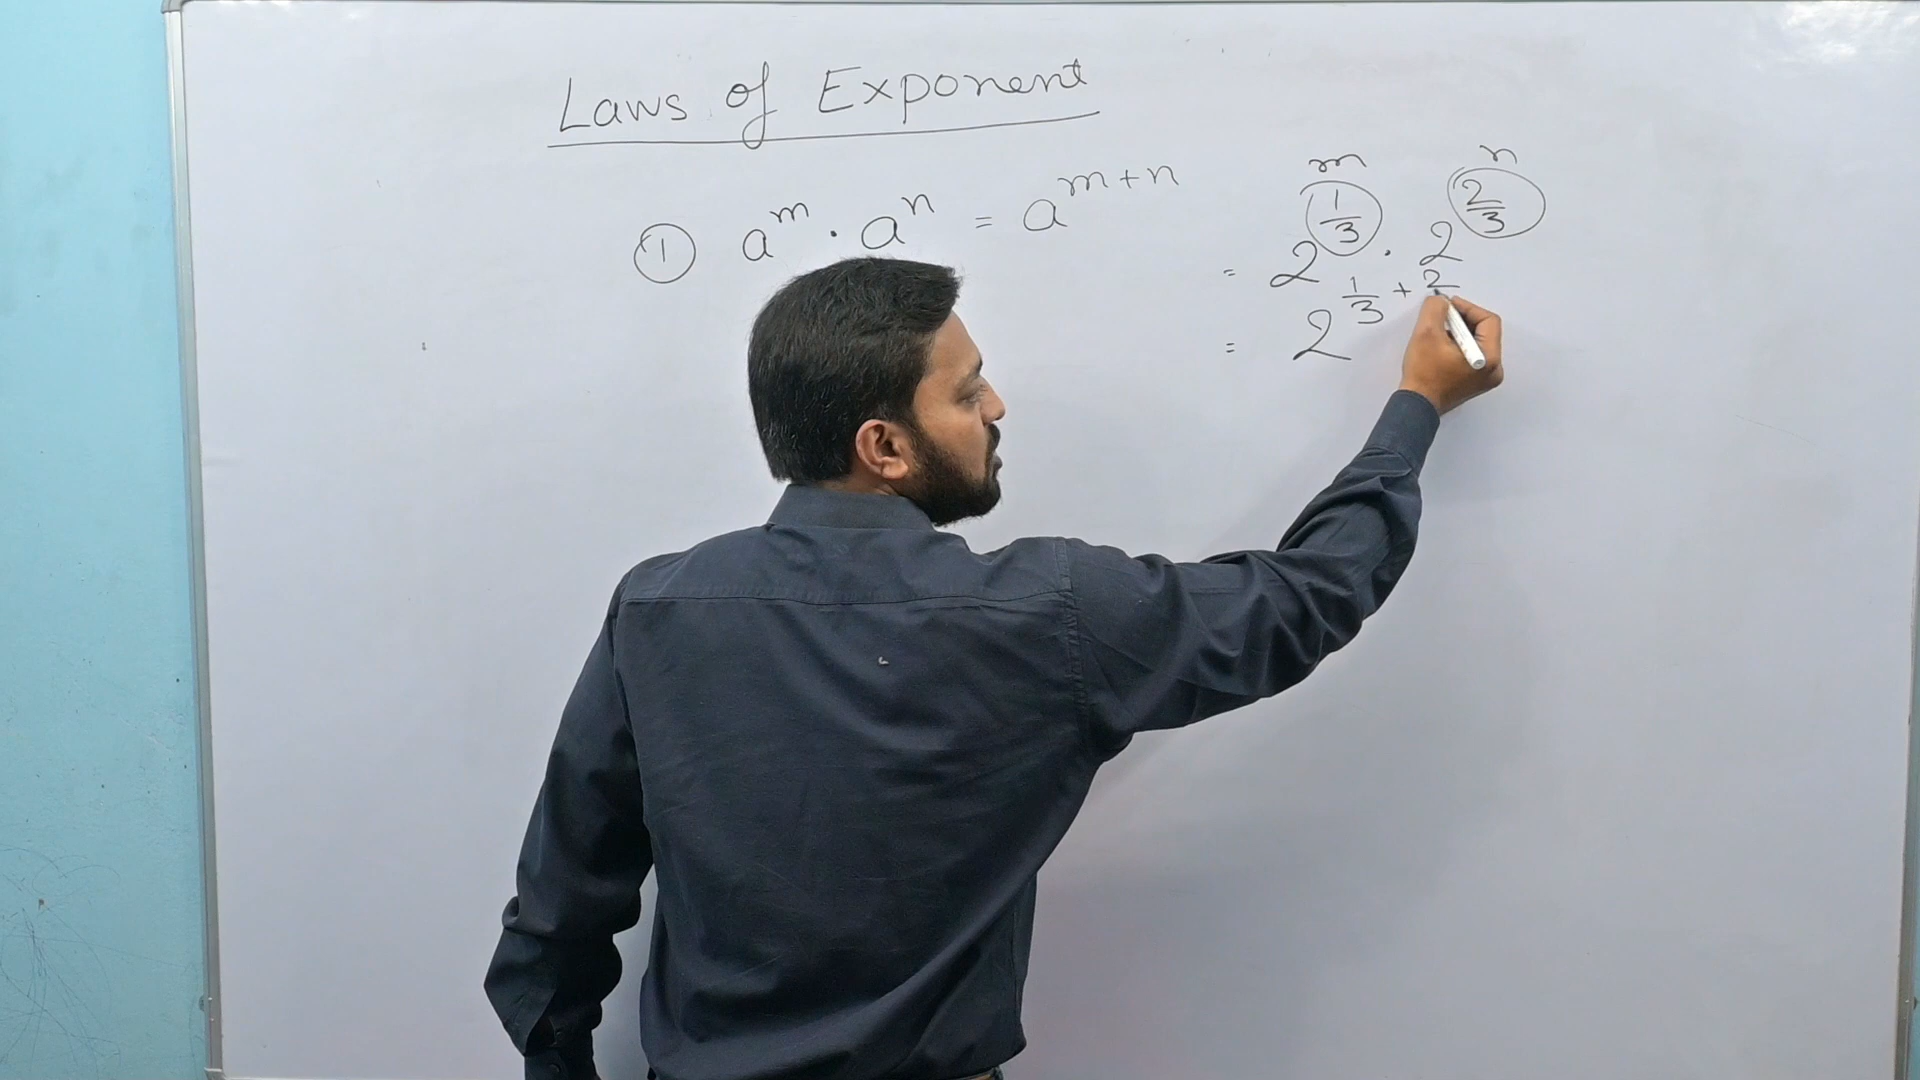 Laws of Exponent
① a^m . a^n = a^{m+n}
m n
= 2^{1/3} . 2^{2/3}
= 2^{1/3 + 2/}